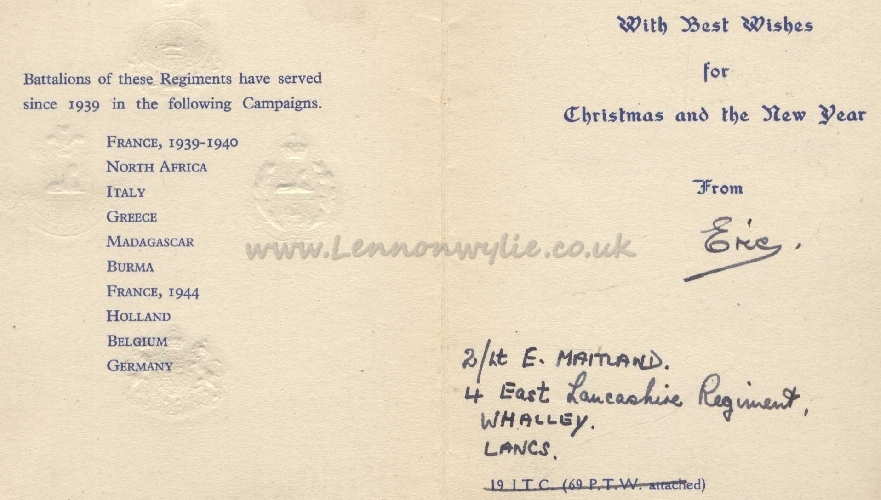 Battalions of these Regiments have served
since 1939 in the following Campaigns.
FRANCE, 1939-1940
NORTH AFRICA
ITALY
GREECE
MADAGASCAR
BURMA
FRANCE, 1944
HOLLAND
BELGIUM
GERMANY
With Best Wishes
for
Christmas and the New Year
From
Eric.
2/Lt E. MAITLAND.
4 East Lancashire Regiment,
WHALLEY.
LANCS.
19 I.T.C. (69 P.T.W. attached)
www.Lennonwylie.co.uk